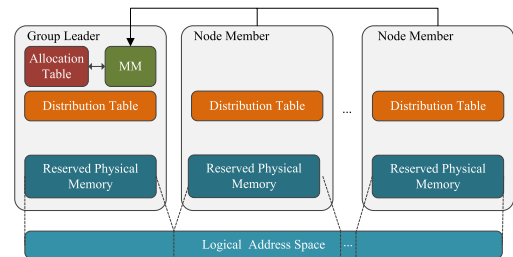 Group Leader
Node Member
Node Member
Allocation
Table
MM
Distribution Table
Distribution Table
Distribution Table
...
Reserved Physical
Memory
Reserved Physical
Memory
Reserved Physical
Memory
Logical Address Space
...